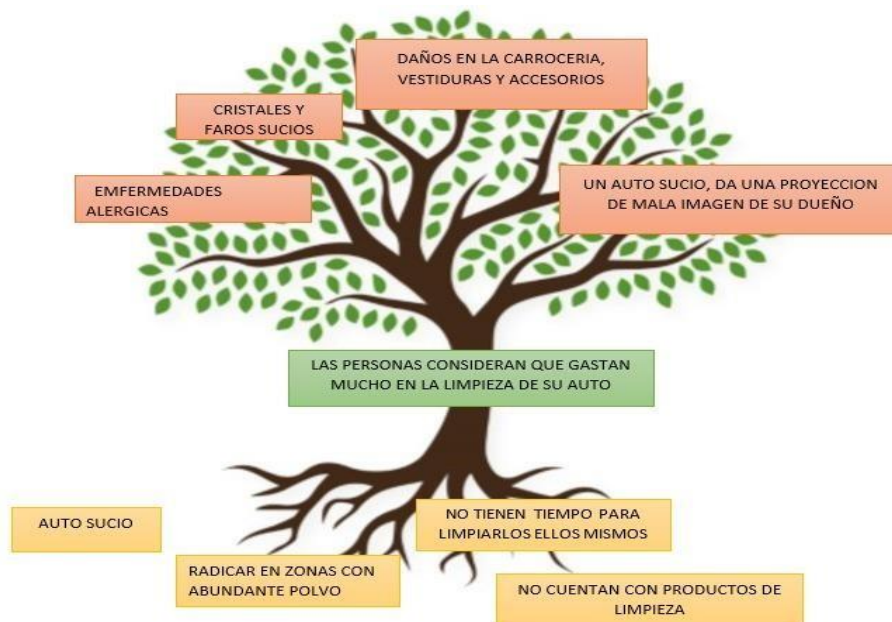 DAÑOS EN LA CARROCERIA,
VESTIDURAS Y ACCESORIOS
CRISTALES Y
FAROS SUCIOS
EMFERMEDADES
ALERGICAS
UN AUTO SUCIO, DA UNA PROYECCION
DE MALA IMAGEN DE SU DUEÑO
LAS PERSONAS CONSIDERAN QUE GASTAN
MUCHO EN LA LIMPIEZA DE SU AUTO
AUTO SUCIO
NO TIENEN TIEMPO PARA
LIMPIARLOS ELLOS MISMOS
RADICAR EN ZONAS CON
ABUNDANTE POLVO
NO CUENTAN CON PRODUCTOS DE
LIMPIEZA